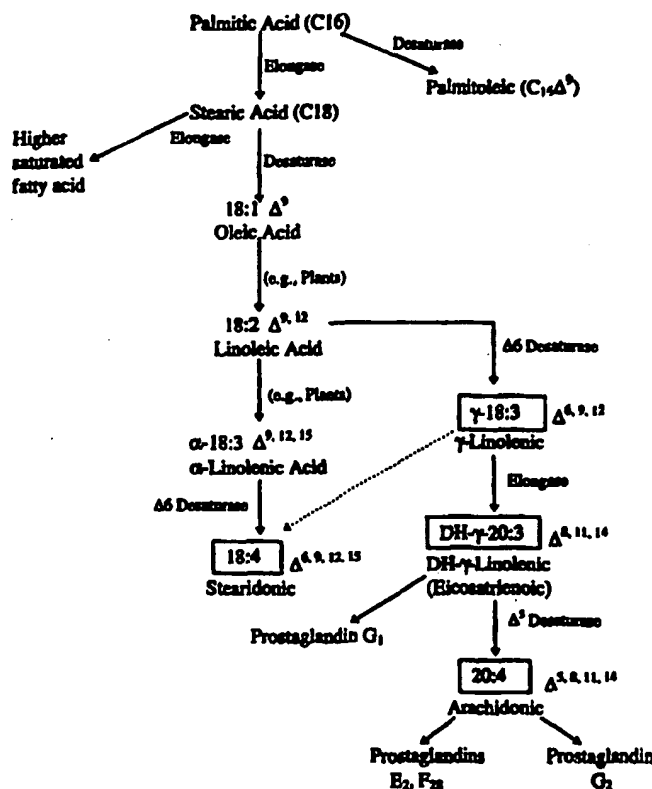 Palmitic Acid (C16)
Desaturase
Elongase
Palmitoleic (C₁₄Δ⁹)
Stearic Acid (C18)
Elongase
Higher
saturated
fatty acid
Desaturase
18:1 Δ⁹
Oleic Acid
(e.g., Plants)
18:2 Δ⁹, ¹²
Linoleic Acid
Δ6 Desaturase
(e.g., Plants)
γ-18:3 Δ⁶, ⁹, ¹²
γ-Linolenic
α-18:3 Δ⁹, ¹², ¹⁵
α-Linolenic Acid
Elongase
Δ6 Desaturase
DH-γ-20:3 Δ⁸, ¹¹, ¹⁴
DH-γ-Linolenic
(Eicosatrienoic)
18:4 Δ⁶, ⁹, ¹², ¹⁵
Stearidonic
Δ⁵ Desaturase
Prostaglandin G₁
20:4 Δ⁵, ⁸, ¹¹, ¹⁴
Arachidonic
Prostaglandins
E₂, F₂₈
Prostaglandin
G₂